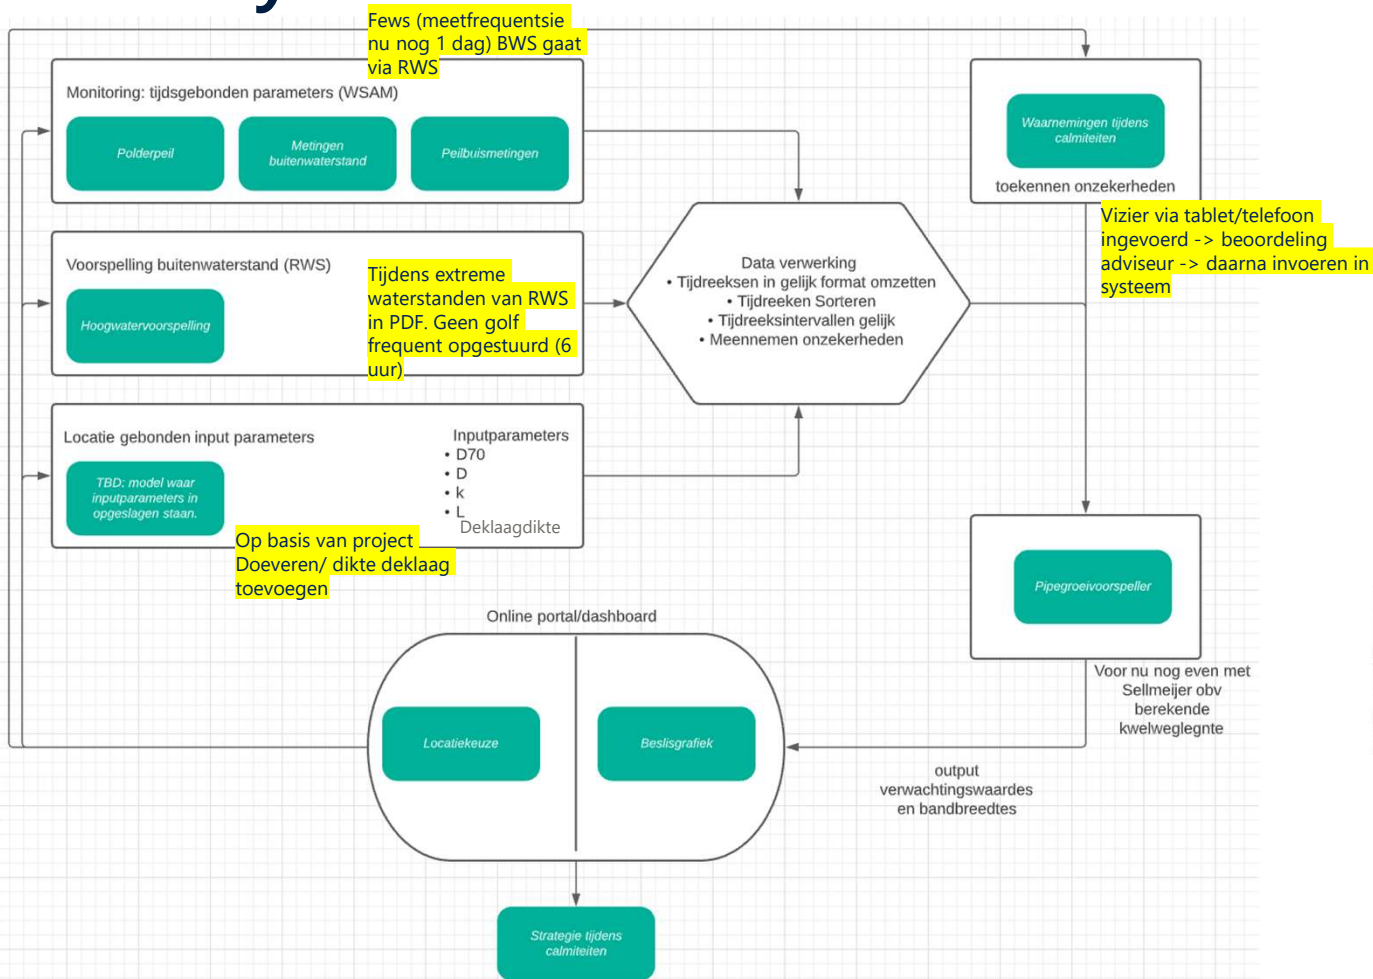 y
Fews (meetfrequentsie
nu nog 1 dag) BWS gaat
via RWS
Monitoring: tijdsgebonden parameters (WSAM)
Polderpeil
Metingen
buitenwaterstand
Peilbuismetingen
Waarnemingen tijdens
calmiteiten
toekennen onzekerheden
Vizier via tablet/telefoon
ingevoerd -> beoordeling
adviseur -> daarna invoeren in
systeem
Voorspelling buitenwaterstand (RWS)
Hoogwatervoorspelling
Tijdens extreme
waterstanden van RWS
in PDF. Geen golf
frequent opgestuurd (6
uur)
Data verwerking
• Tijdreeksen in gelijk format omzetten
• Tijdreeken Sorteren
• Tijdreeksintervallen gelijk
• Meennemen onzekerheden
Locatie gebonden input parameters
TBD: model waar
inputparameters in
opgeslagen staan.
Inputparameters
• D70
• D
• k
• L
Deklaagdikte
Op basis van project
Doeveren/ dikte deklaag
toevoegen
Pipegroeivoorspeller
Voor nu nog even met
Sellmeijer obv
berekende
kwelweglegnte
Online portal/dashboard
Locatiekeuze
Beslisgrafiek
output
verwachtingswaardes
en bandbreedtes
Strategie tijdens
calmiteiten